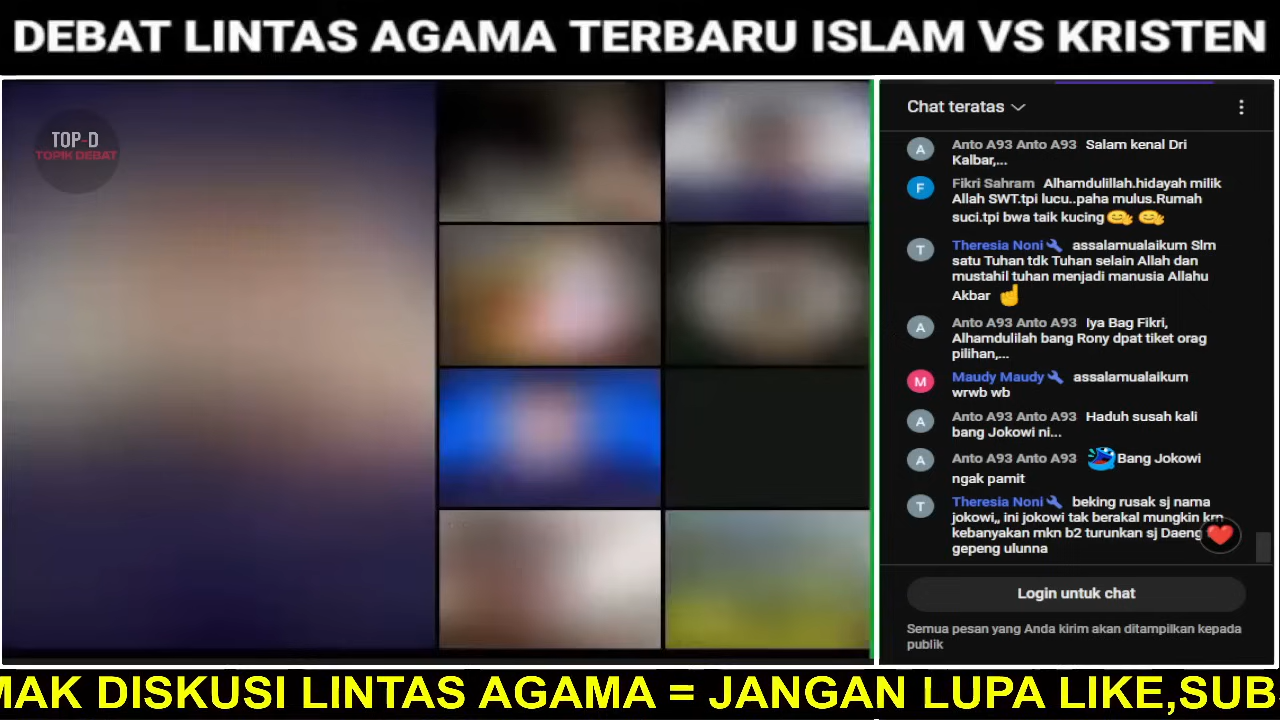 DEBAT LINTAS AGAMA TERBARU ISLAM VS KRISTEN
TOP-D
TOPIK DEBAT
Chat teratas
A Anto A93 Anto A93 Salam kenal Dri
Kalbar,...
F Fikri Sahram Alhamdulillah.hidayah milik
Allah SWT.tpi lucu..paha mulus.Rumah
suci.tpi bwa taik kucing
T Theresia Noni assalamualaikum Slm
satu Tuhan tdk Tuhan selain Allah dan
mustahil tuhan menjadi manusia Allahu
Akbar
A Anto A93 Anto A93 Iya Bag Fikri,
Alhamdulilah bang Rony dpat tiket orag
pilihan,...
M Maudy Maudy assalamualaikum
wrwb wb
A Anto A93 Anto A93 Haduh susah kali
bang Jokowi ni...
A Anto A93 Anto A93 Bang Jokowi
ngak pamit
T Theresia Noni beking rusak sj nama
jokowi,, ini jokowi tak berakal mungkin krn
kebanyakan mkn b2 turunkan sj Daeng
gepeng ulunna
Login untuk chat
Semua pesan yang Anda kirim akan ditampilkan kepada
publik
MAK DISKUSI LINTAS AGAMA = JANGAN LUPA LIKE,SUB